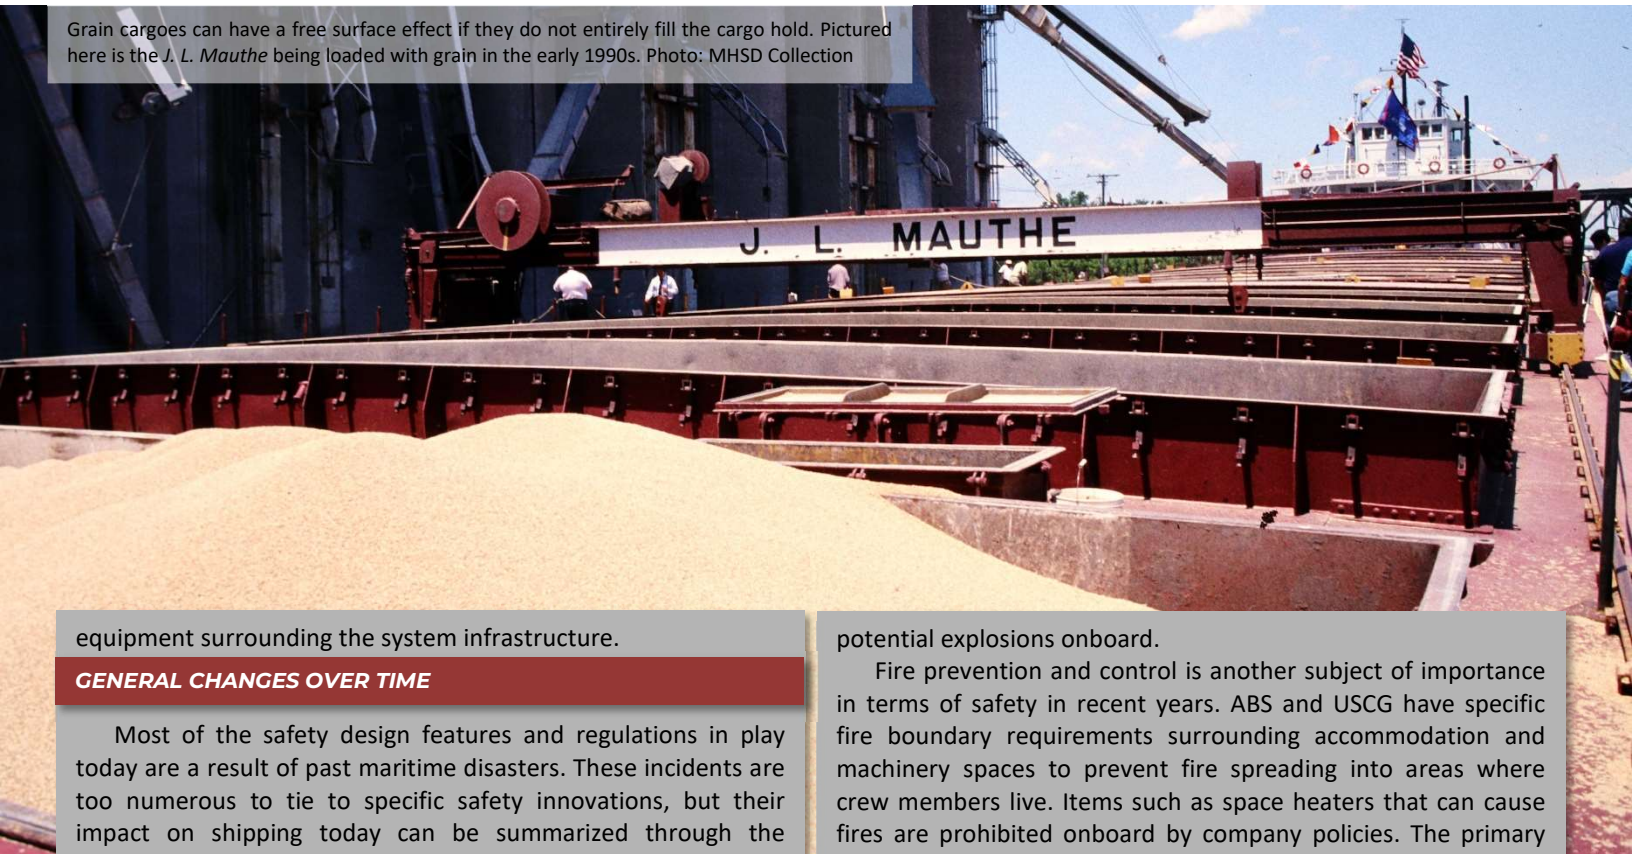 Grain cargoes can have a free surface effect if they do not entirely fill the cargo hold. Pictured
here is the J. L. Mauthe being loaded with grain in the early 1990s. Photo: MHSD Collection
J. L. MAUTHE
equipment surrounding the system infrastructure.
GENERAL CHANGES OVER TIME
Most of the safety design features and regulations in play
today are a result of past maritime disasters. These incidents are
too numerous to tie to specific safety innovations, but their
impact on shipping today can be summarized through the
potential explosions onboard.
Fire prevention and control is another subject of importance
in terms of safety in recent years. ABS and USCG have specific
fire boundary requirements surrounding accommodation and
machinery spaces to prevent fire spreading into areas where
crew members live. Items such as space heaters that can cause
fires are prohibited onboard by company policies. The primary